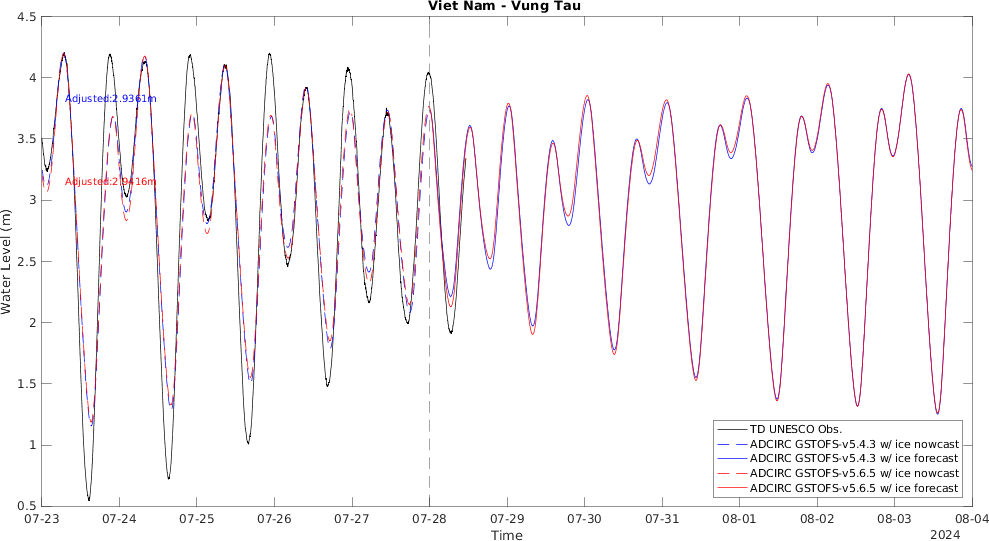 Viet Nam - Vung Tau
4.5
4
3.5
3
2.5
2
1.5
1
0.5
Water Level (m)
Adjusted:2.9361m
Adjusted:2.9416m
TD UNESCO Obs.
ADCIRC GSTOFS-v5.4.3 w/ ice nowcast
ADCIRC GSTOFS-v5.4.3 w/ ice forecast
ADCIRC GSTOFS-v5.6.5 w/ ice nowcast
ADCIRC GSTOFS-v5.6.5 w/ ice forecast
07-23 07-24 07-25 07-26 07-27 07-28 07-29 07-30 07-31 08-01 08-02 08-03 08-04
Time
2024